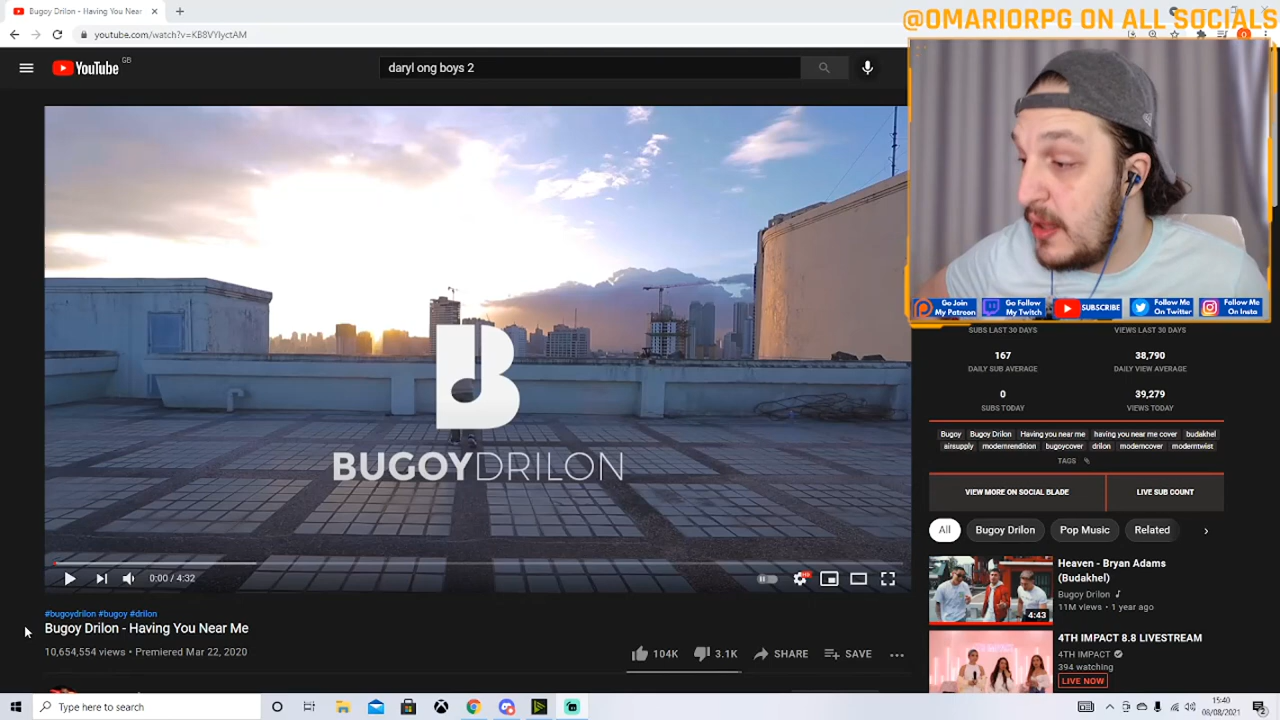 Bugoy Drilon - Having You Near Me
@OMARIORPG ON ALL SOCIALS
youtube.com/watch?v=KB8VYlyctAM
YouTube GB
daryl ong boys 2
BUGOYDRILON
0:00 / 4:32
#bugoydrilon #bugoy #drilon
Bugoy Drilon - Having You Near Me
10,654,554 views • Premiered Mar 22, 2020
104K
3.1K
SHARE
SAVE
Go Join My Patreon
Go Follow My Twitch
SUBSCRIBE
Follow Me On Twitter
Follow Me On Insta
SUBS LAST 30 DAYS
VIEWS LAST 30 DAYS
167
38,790
DAILY SUB AVERAGE
DAILY VIEW AVERAGE
0
39,279
SUBS TODAY
VIEWS TODAY
Bugoy Bugoy Drilon Having you near me having you near me cover budakhel
airsupply modernrendition bugoycover drilon moderncover moderntwist
TAGS
VIEW MORE ON SOCIAL BLADE
LIVE SUB COUNT
All
Bugoy Drilon
Pop Music
Related
Heaven - Bryan Adams
(Budakhel)
Bugoy Drilon
11M views • 1 year ago
4:43
4TH IMPACT 8.8 LIVESTREAM
4TH IMPACT
394 watching
LIVE NOW
Type here to search
15:40
08/08/2021